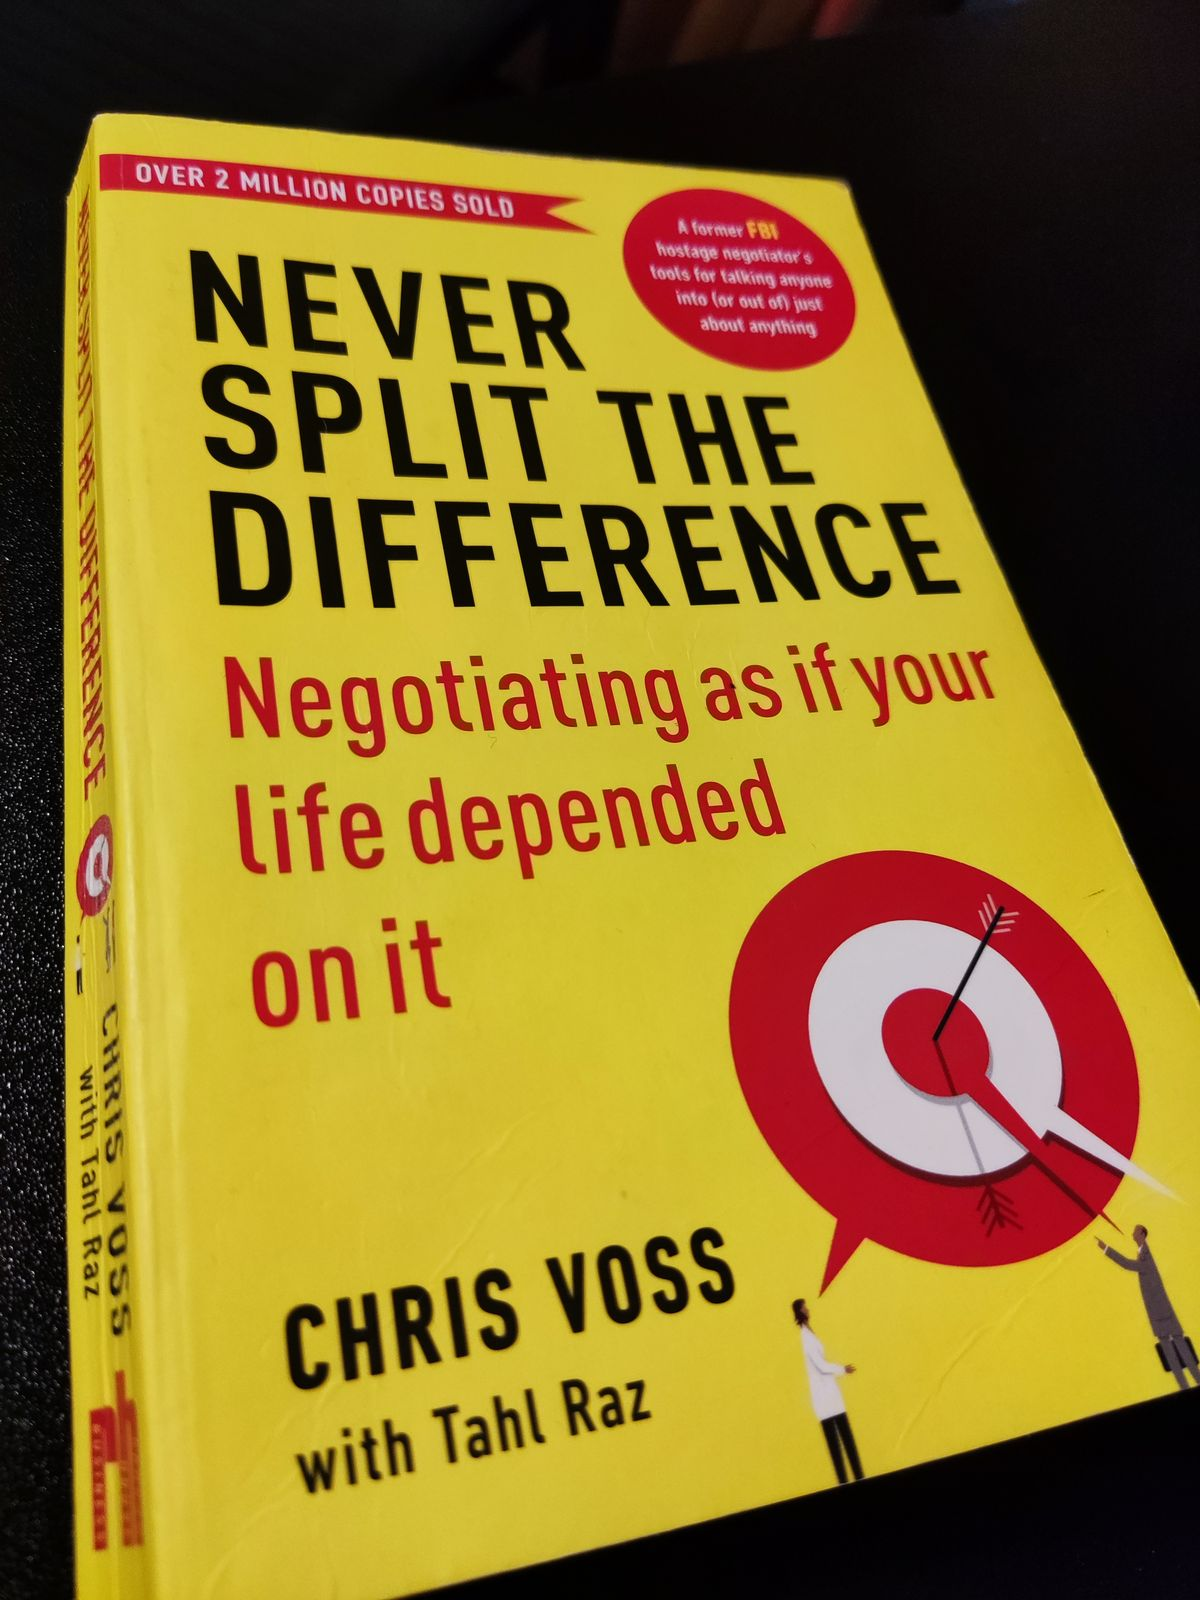 OVER 2 MILLION COPIES SOLD
A former FBI
hostage negotiator's
tools for talking anyone
into (or out of) just
about anything
NEVER
SPLIT THE
DIFFERENCE
Negotiating as if your
life depended
on it
CHRIS VOSS
with Tahl Raz
NEVER SPLIT THE DIFFERENCE
CHRIS VOSS
with Tahl Raz